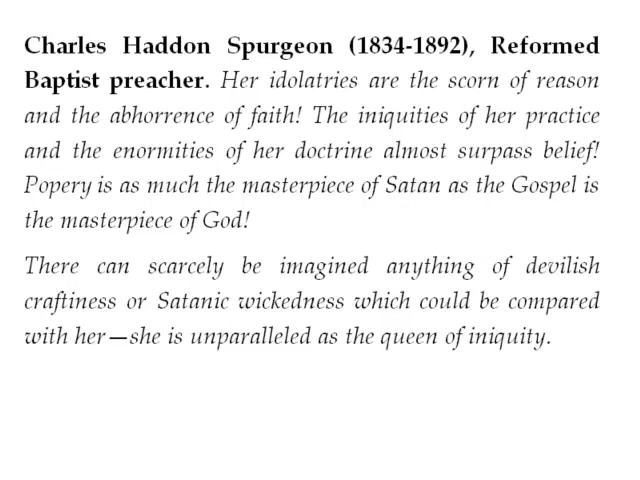 Charles Haddon Spurgeon (1834-1892), Reformed
Baptist preacher. Her idolatries are the scorn of reason
and the abhorrence of faith! The iniquities of her practice
and the enormities of her doctrine almost surpass belief!
Popery is as much the masterpiece of Satan as the Gospel is
the masterpiece of God!
There can scarcely be imagined anything of devilish
craftiness or Satanic wickedness which could be compared
with her—she is unparalleled as the queen of iniquity.